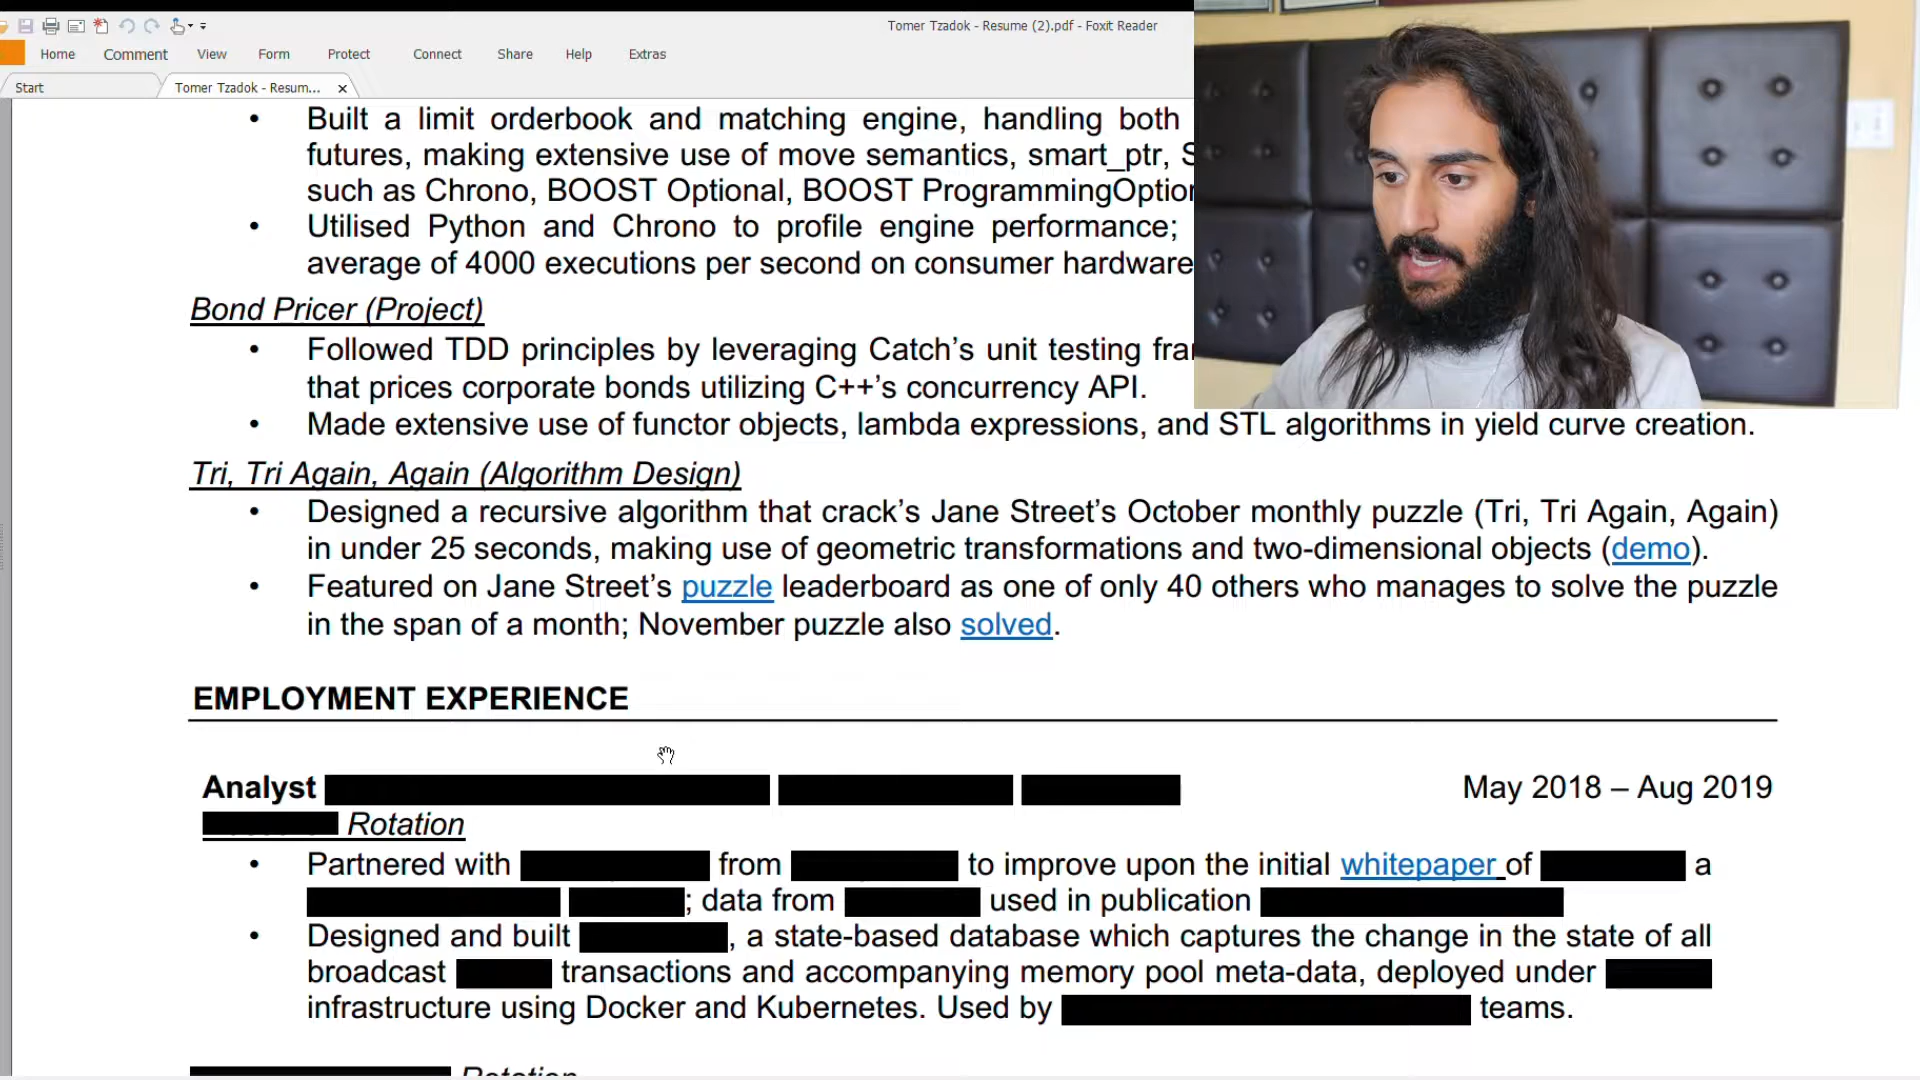 Tomer Tzadok - Resume (2).pdf - Foxit Reader
Home Comment View Form Protect Connect Share Help Extras
Start Tomer Tzadok - Resum...
• Built a limit orderbook and matching engine, handling both
futures, making extensive use of move semantics, smart_ptr,
such as Chrono, BOOST Optional, BOOST
• Utilised Python and Chrono to profile engine performance;
average of 4000 executions per second on consumer hardware
Bond Pricer (Project)
• Followed TDD principles by leveraging Catch’s unit testing
that prices corporate bonds utilizing C++’s concurrency API.
• Made extensive use of functor objects, lambda expressions, and STL algorithms in yield curve creation.
Tri, Tri Again, Again (Algorithm Design)
• Designed a recursive algorithm that crack’s Jane Street’s October monthly puzzle (Tri, Tri Again, Again)
in under 25 seconds, making use of geometric transformations and two-dimensional objects (demo).
• Featured on Jane Street’s puzzle leaderboard as one of only 40 others who manages to solve the puzzle
in the span of a month; November puzzle also solved.
EMPLOYMENT EXPERIENCE
Analyst May 2018 – Aug 2019
Rotation
• Partnered with from to improve upon the initial whitepaper of a
; data from used in publication
• Designed and built , a state-based database which captures the change in the state of all
broadcast transactions and accompanying memory pool meta-data, deployed under
infrastructure using Docker and Kubernetes. Used by teams.
Rotation